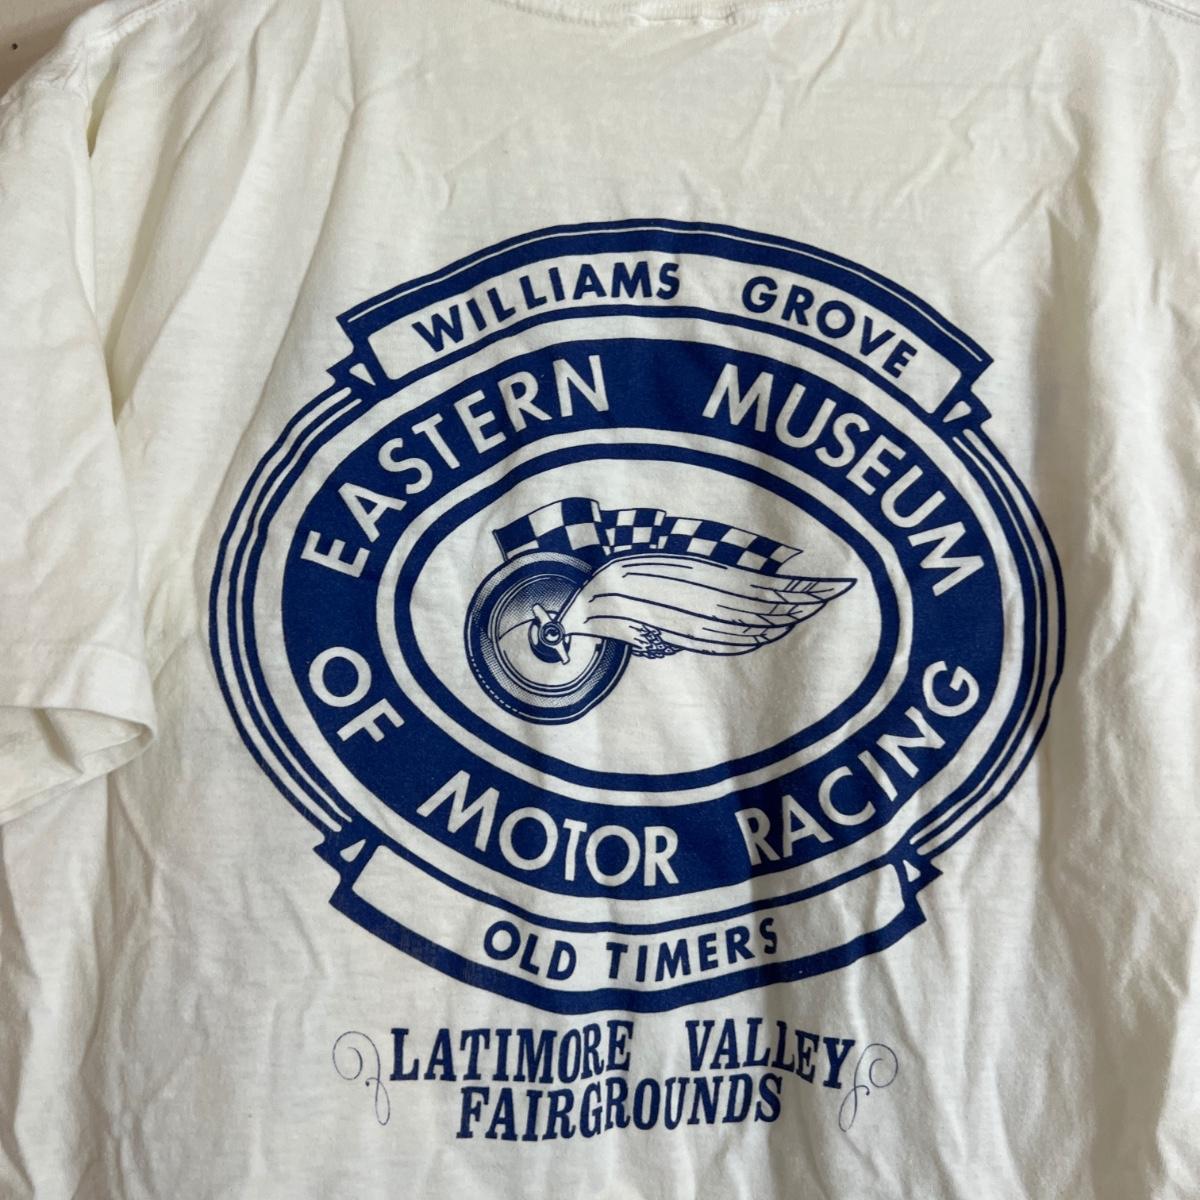 WILLIAMS GROVE
EASTERN MUSEUM
OF MOTOR RACING
OLD TIMERS
LATIMORE VALLEY
FAIRGROUNDS